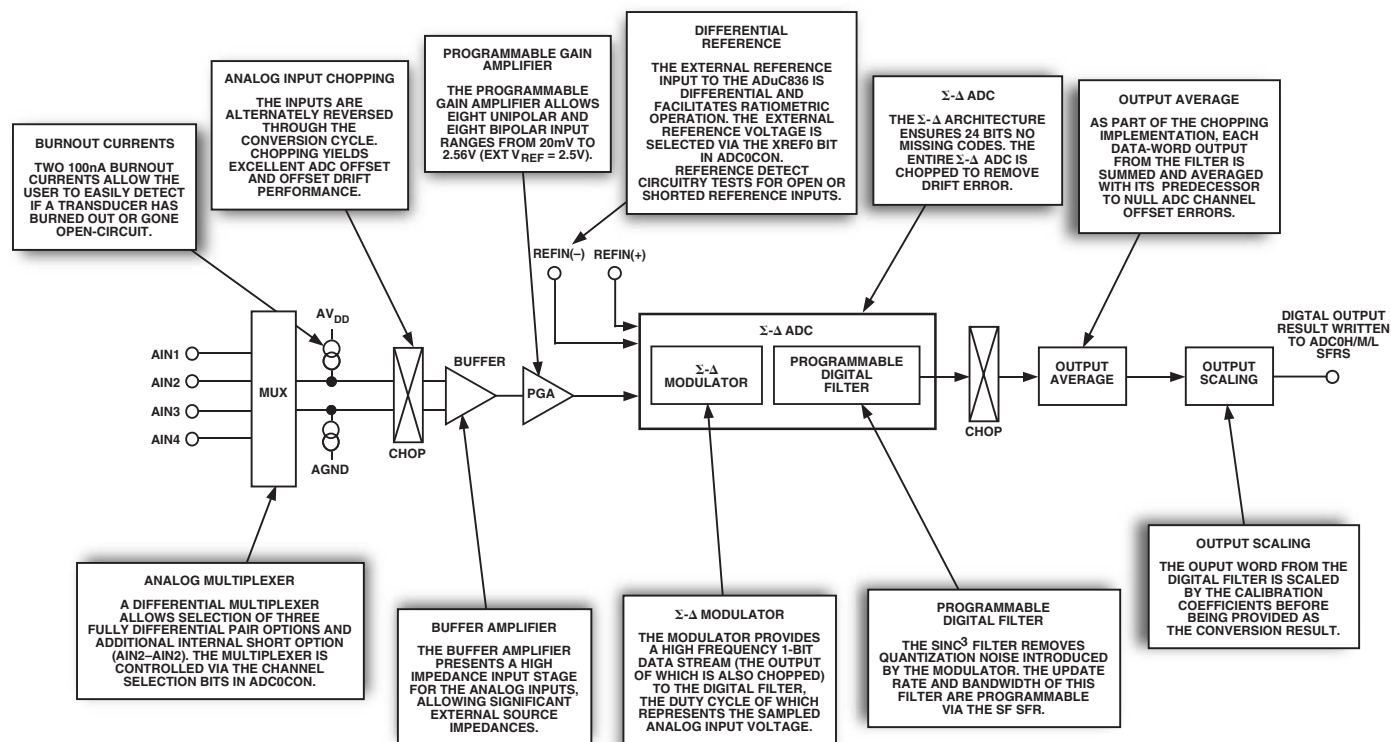 DIFFERENTIAL
REFERENCE
THE EXTERNAL REFERENCE
INPUT TO THE ADuC836 IS
DIFFERENTIAL AND
FACILITATES RATIOMETRIC
OPERATION. THE EXTERNAL
REFERENCE VOLTAGE IS
SELECTED VIA THE XREF0 BIT
IN ADC0CON.
REFERENCE DETECT
CIRCUITRY TESTS FOR OPEN OR
SHORTED REFERENCE INPUTS.
PROGRAMMABLE GAIN
AMPLIFIER
THE PROGRAMMABLE
GAIN AMPLIFIER ALLOWS
EIGHT UNIPOLAR AND
EIGHT BIPOLAR INPUT
RANGES FROM 20mV TO
2.56V (EXT VREF = 2.5V).
ANALOG INPUT CHOPPING
THE INPUTS ARE
ALTERNATELY REVERSED
THROUGH THE
CONVERSION CYCLE.
CHOPPING YIELDS
EXCELLENT ADC OFFSET
AND OFFSET DRIFT
PERFORMANCE.
Σ-Δ ADC
THE Σ-Δ ARCHITECTURE
ENSURES 24 BITS NO
MISSING CODES. THE
ENTIRE Σ-Δ ADC IS
CHOPPED TO REMOVE
DRIFT ERROR.
OUTPUT AVERAGE
AS PART OF THE CHOPPING
IMPLEMENTATION, EACH
DATA-WORD OUTPUT
FROM THE FILTER IS
SUMMED AND AVERAGED
WITH ITS PREDECESSOR
TO NULL ADC CHANNEL
OFFSET ERRORS.
BURNOUT CURRENTS
TWO 100nA BURNOUT
CURRENTS ALLOW THE
USER TO EASILY DETECT
IF A TRANSDUCER HAS
BURNED OUT OR GONE
OPEN-CIRCUIT.
REFIN(–)
REFIN(+)
AVDD
AIN1
AIN2
AIN3
AIN4
MUX
AGND
CHOP
BUFFER
PGA
Σ-Δ ADC
Σ-Δ
MODULATOR
PROGRAMMABLE
DIGITAL
FILTER
CHOP
OUTPUT
AVERAGE
OUTPUT
SCALING
DIGTAL OUTPUT
RESULT WRITTEN
TO ADC0H/M/L
SFRS
ANALOG MULTIPLEXER
A DIFFERENTIAL MULTIPLEXER
ALLOWS SELECTION OF THREE
FULLY DIFFERENTIAL PAIR OPTIONS AND
ADDITIONAL INTERNAL SHORT OPTION
(AIN2–AIN2). THE MULTIPLEXER IS
CONTROLLED VIA THE CHANNEL
SELECTION BITS IN ADC0CON.
BUFFER AMPLIFIER
THE BUFFER AMPLIFIER
PRESENTS A HIGH
IMPEDANCE INPUT STAGE
FOR THE ANALOG INPUTS,
ALLOWING SIGNIFICANT
EXTERNAL SOURCE
IMPEDANCES.
Σ-Δ MODULATOR
THE MODULATOR PROVIDES
A HIGH FREQUENCY 1-BIT
DATA STREAM (THE OUTPUT
OF WHICH IS ALSO CHOPPED)
TO THE DIGITAL FILTER,
THE DUTY CYCLE OF WHICH
REPRESENTS THE SAMPLED
ANALOG INPUT VOLTAGE.
PROGRAMMABLE
DIGITAL FILTER
THE SINC3 FILTER REMOVES
QUANTIZATION NOISE INTRODUCED
BY THE MODULATOR. THE UPDATE
RATE AND BANDWIDTH OF THIS
FILTER ARE PROGRAMMABLE
VIA THE SF SFR.
OUTPUT SCALING
THE OUPUT WORD FROM THE
DIGITAL FILTER IS SCALED
BY THE CALIBRATION
COEFFICIENTS BEFORE
BEING PROVIDED AS
THE CONVERSION RESULT.